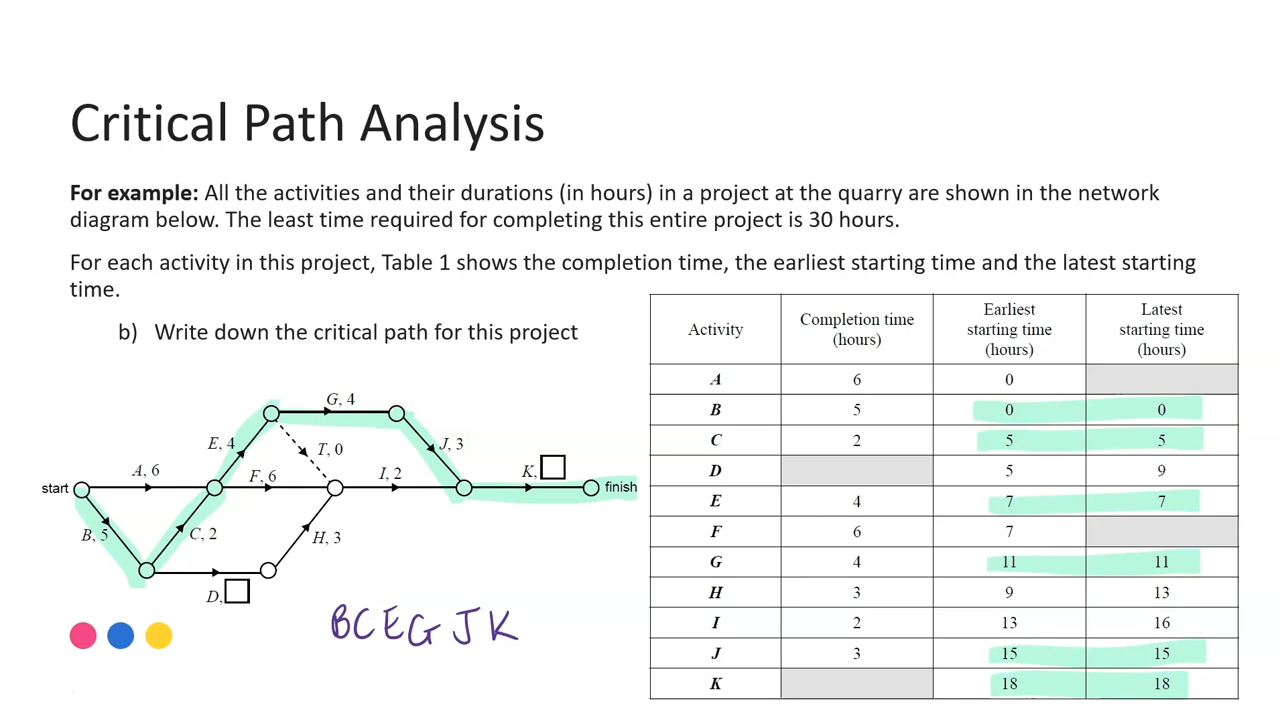 Critical Path Analysis
For example: All the activities and their durations (in hours) in a project at the quarry are shown in the network
diagram below. The least time required for completing this entire project is 30 hours.
For each activity in this project, Table 1 shows the completion time, the earliest starting time and the latest starting
time.
b) Write down the critical path for this project
G, 4
E, 4
T, 0
J, 3
A, 6
F, 6
I, 2
K,
start
finish
B, 5
C, 2
H, 3
D,
BCEGJK
Activity
Completion time
(hours)
Earliest
starting time
(hours)
Latest
starting time
(hours)
A 6 0
B 5 0 0
C 2 5 5
D 5 9
E 4 7 7
F 6 7
G 4 11 11
H 3 9 13
I 2 13 16
J 3 15 15
K 18 18